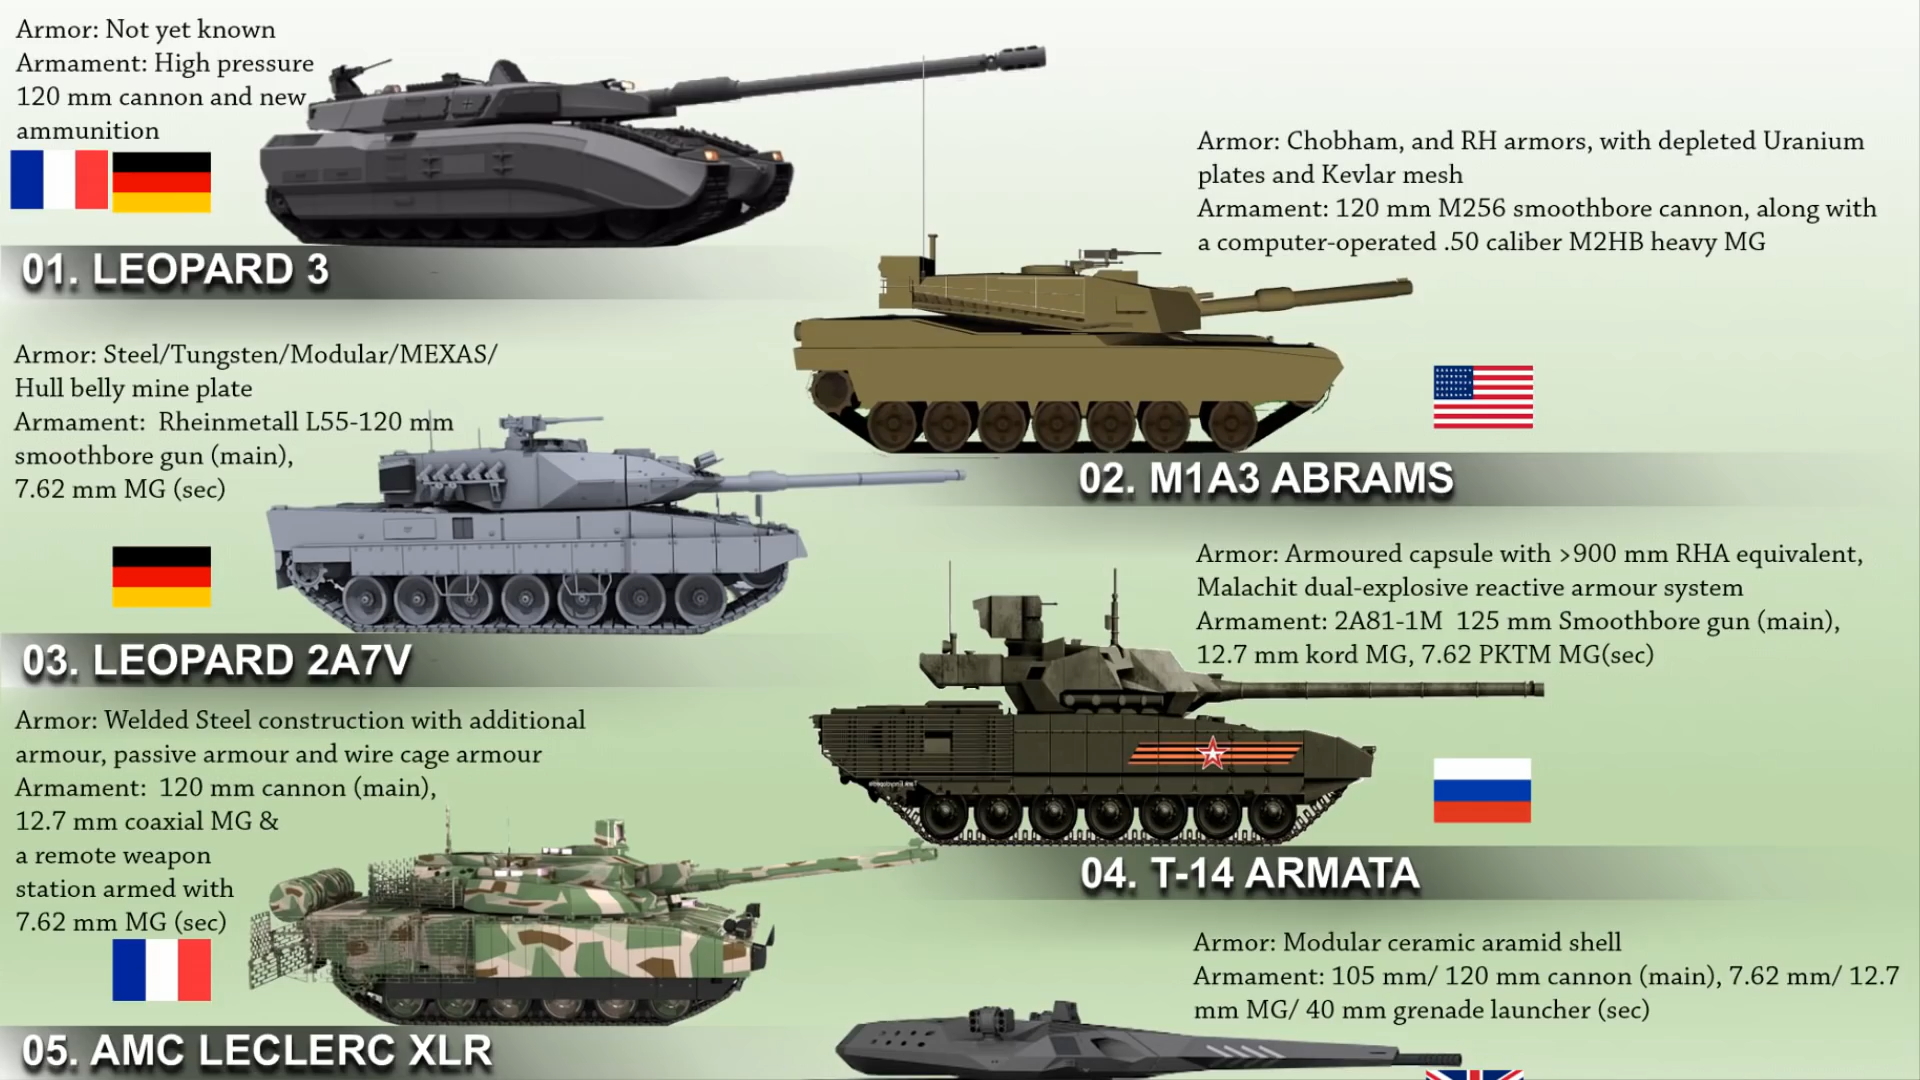 Armor: Not yet known
Armament: High pressure
120 mm cannon and new
ammunition
01. LEOPARD 3
Armor: Chobham, and RH armors, with depleted Uranium
plates and Kevlar mesh
Armament: 120 mm M256 smoothbore cannon, along with
a computer-operated .50 caliber M2HB heavy MG
02. M1A3 ABRAMS
Armor: Steel/Tungsten/Modular/MEXAS/
Hull belly mine plate
Armament: Rheinmetall L55-120 mm
smoothbore gun (main),
7.62 mm MG (sec)
03. LEOPARD 2A7V
Armor: Armoured capsule with >900 mm RHA equivalent,
Malachit dual-explosive reactive armour system
Armament: 2A81-1M 125 mm Smoothbore gun (main),
12.7 mm kord MG, 7.62 PKTM MG(sec)
04. T-14 ARMATA
Armor: Welded Steel construction with additional
armour, passive armour and wire cage armour
Armament: 120 mm cannon (main),
12.7 mm coaxial MG &
a remote weapon
station armed with
7.62 mm MG (sec)
05. AMC LECLERC XLR
Armor: Modular ceramic aramid shell
Armament: 105 mm/ 120 mm cannon (main), 7.62 mm/ 12.7
mm MG/ 40 mm grenade launcher (sec)